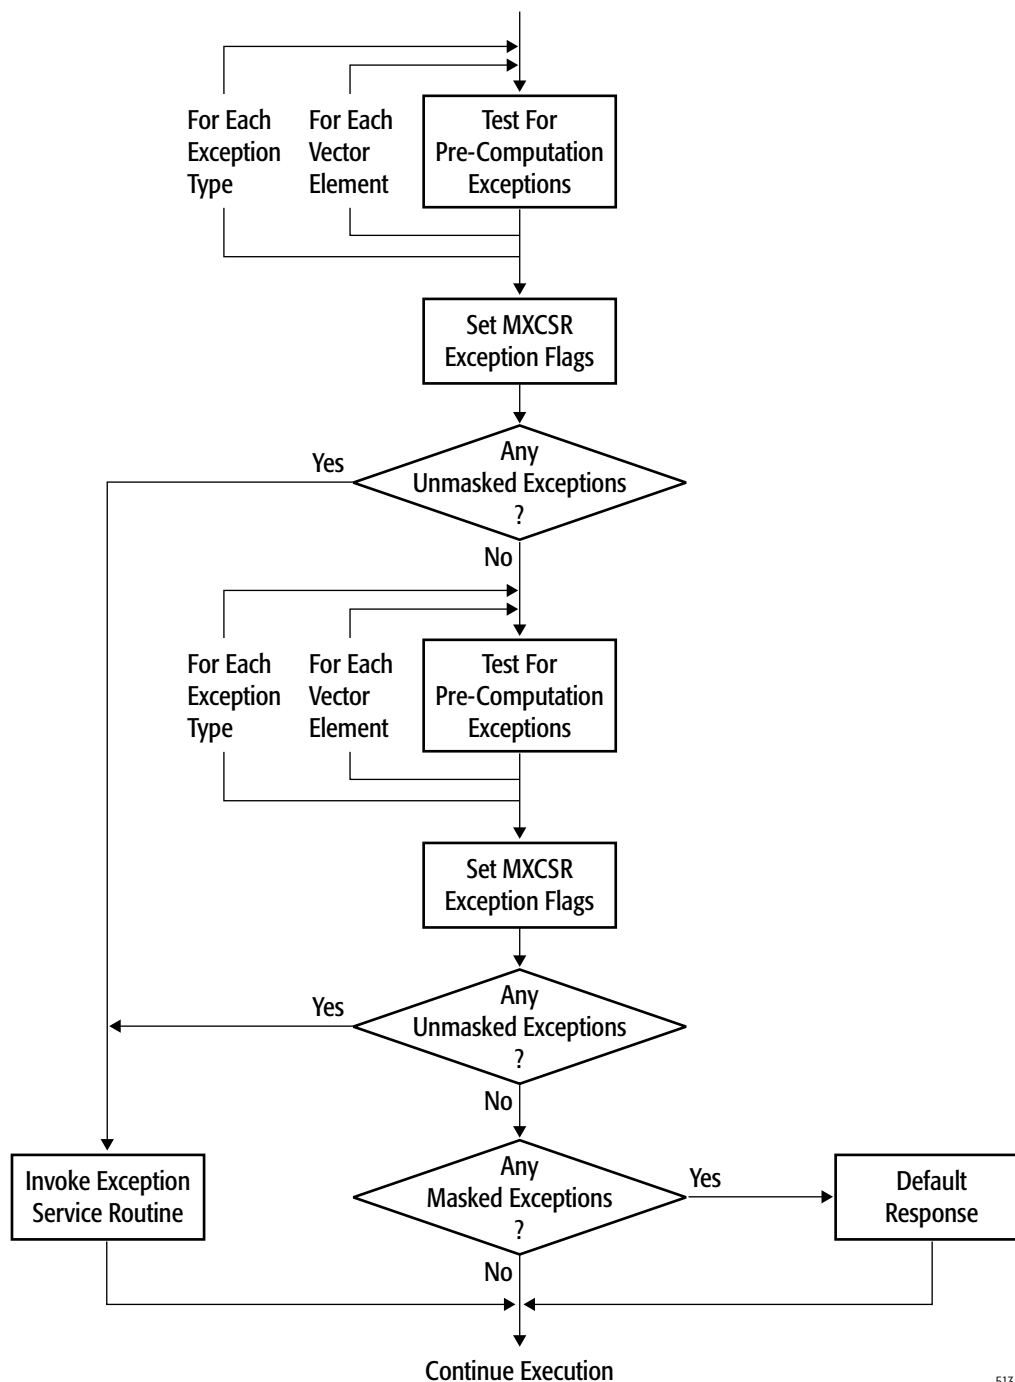 For Each
Exception
Type
For Each
Vector
Element
Test For
Pre-Computation
Exceptions
Set MXCSR
Exception Flags
Any
Unmasked Exceptions
?
Yes
No
For Each
Exception
Type
For Each
Vector
Element
Test For
Pre-Computation
Exceptions
Set MXCSR
Exception Flags
Any
Unmasked Exceptions
?
Yes
No
Invoke Exception
Service Routine
Any
Masked Exceptions
?
Yes
Default
Response
No
Continue Execution